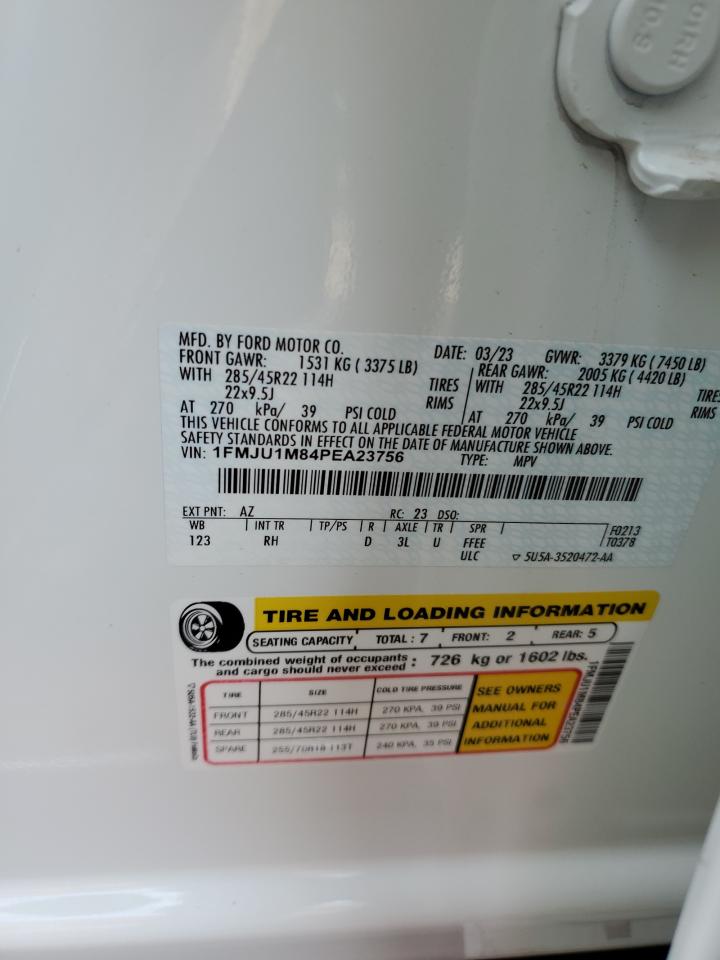 01RH
10-9
MFD. BY FORD MOTOR CO.
DATE: 03/23 GVWR: 3379 KG ( 7450 LB)
FRONT GAWR: 1531 KG ( 3375 LB)
WITH 285/45R22 114H TIRES
22x9.5J RIMS
AT 270 kPa/ 39 PSI COLD
REAR GAWR: 2005 KG ( 4420 LB)
WITH 285/45R22 114H TIRES
22x9.5J RIMS
AT 270 kPa/ 39 PSI COLD
THIS VEHICLE CONFORMS TO ALL APPLICABLE FEDERAL MOTOR VEHICLE
SAFETY STANDARDS IN EFFECT ON THE DATE OF MANUFACTURE SHOWN ABOVE.
VIN: 1FMJU1M84PEA23756 TYPE: MPV
EXT PNT: AZ RC: 23 DSO:
WB INT TR TP/PS R AXLE TR SPR F0213
123 RH D 3L U FFEE T0378
ULC ▽ 5U5A-3520472-AA
TIRE AND LOADING INFORMATION
SEATING CAPACITY TOTAL : 7 FRONT: 2 REAR: 5
The combined weight of occupants and cargo should never exceed : 726 kg or 1602 lbs.
TIRE SIZE COLD TIRE PRESSURE
FRONT 285/45R22 114H 270 KPA, 39 PSI
REAR 285/45R22 114H 270 KPA, 39 PSI
SPARE 255/70R18 113T 240 KPA, 35 PSI
SEE OWNERS
MANUAL FOR
ADDITIONAL
INFORMATION
1FMJU1M84PEA23756